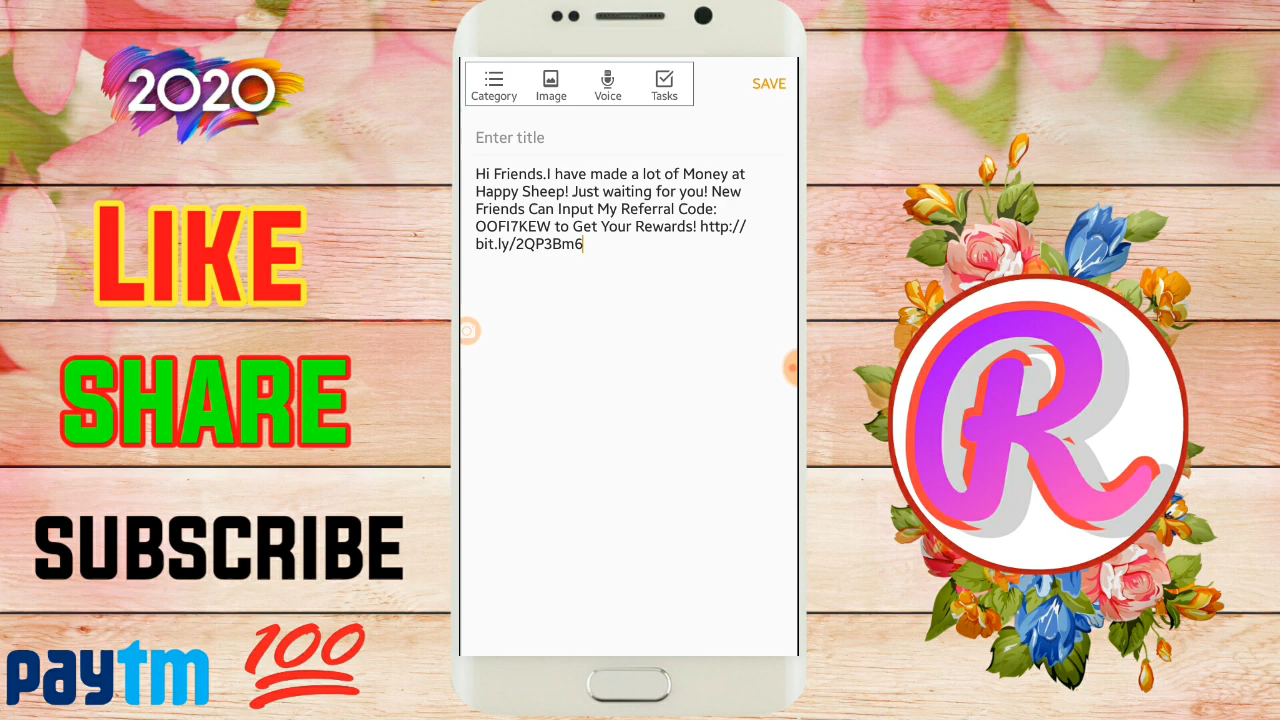 2020
LIKE
SHARE
SUBSCRIBE
paytm
100
Category Image Voice Tasks
SAVE
Enter title
Hi Friends.I have made a lot of Money at
Happy Sheep! Just waiting for you! New
Friends Can Input My Referral Code:
OOFI7KEW to Get Your Rewards! http://
bit.ly/2QP3Bm6
R